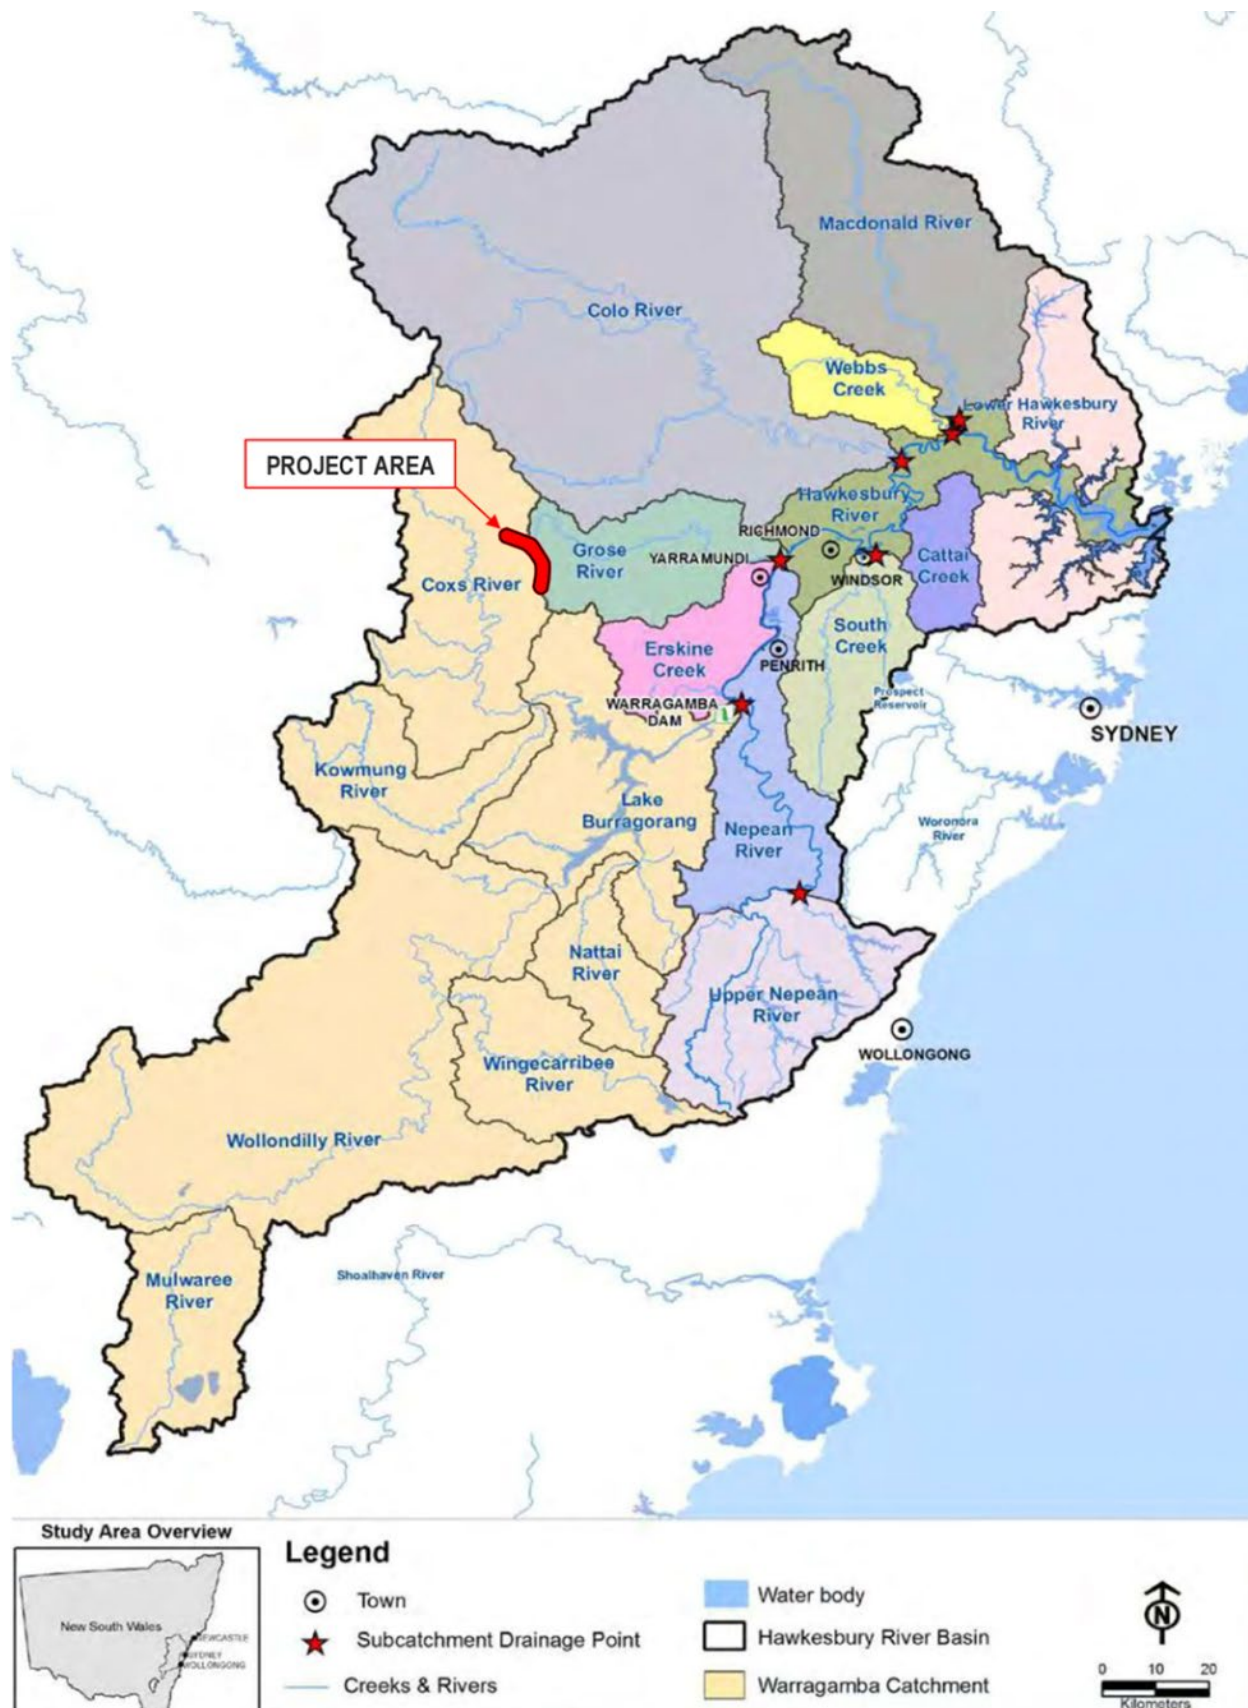 Macdonald River
Colo River
Webbs
Creek
Lower Hawkesbury
River
PROJECT AREA
Hawkesbury
River
RICHMOND
Grose
River
YARRAMUNDI
Cattai
Creek
WINDSOR
Coxs River
South
Creek
Erskine
Creek
PENRITH
Prospect
Reservoir
WARRAGAMBA
DAM
SYDNEY
Kowmung
River
Lake
Burragorang
Nepean
River
Woronora
River
Nattai
River
Upper Nepean
River
WOLLONGONG
Wingecarribee
River
Wollondilly River
Mulwaree
River
Shoalhaven River
Study Area Overview
New South Wales
NEWCASTLE
SYDNEY
WOLLONGONG
Legend
Town
Subcatchment Drainage Point
Creeks & Rivers
Water body
Hawkesbury River Basin
Warragamba Catchment
N
0 10 20
Kilometers